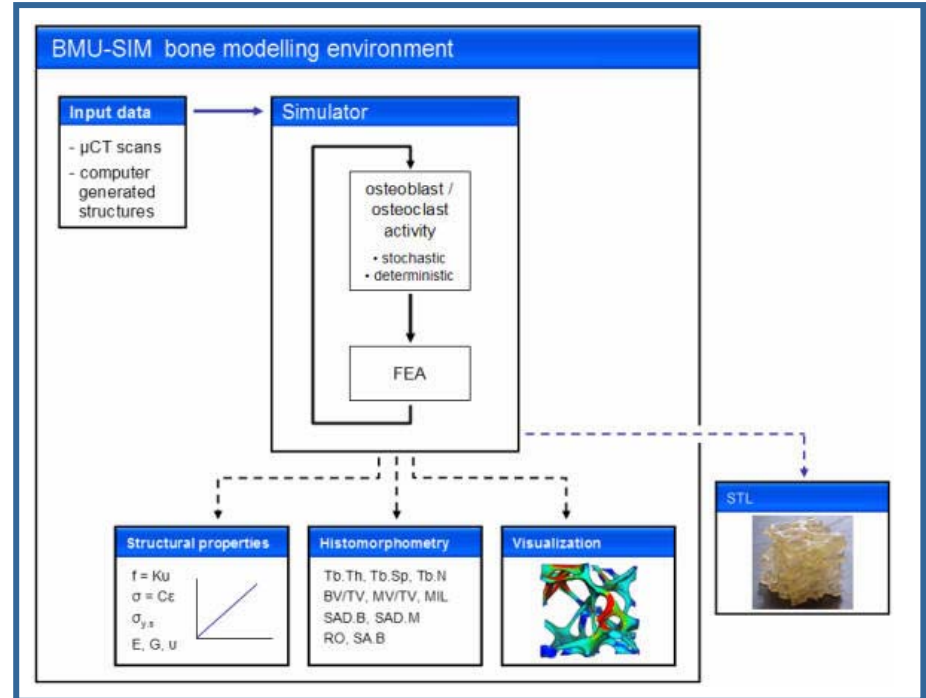 BMU-SIM bone modelling environment
Input data
- µCT scans
- computer
generated
structures
Simulator
osteoblast /
osteoclast
activity
• stochastic
• deterministic
FEA
STL
Structural properties
f = Ku
σ = Cε
σy,s
E, G, υ
Histomorphometry
Tb.Th, Tb.Sp, Tb.N
BV/TV, MV/TV, MIL
SAD.B, SAD.M
RO, SA.B
Visualization